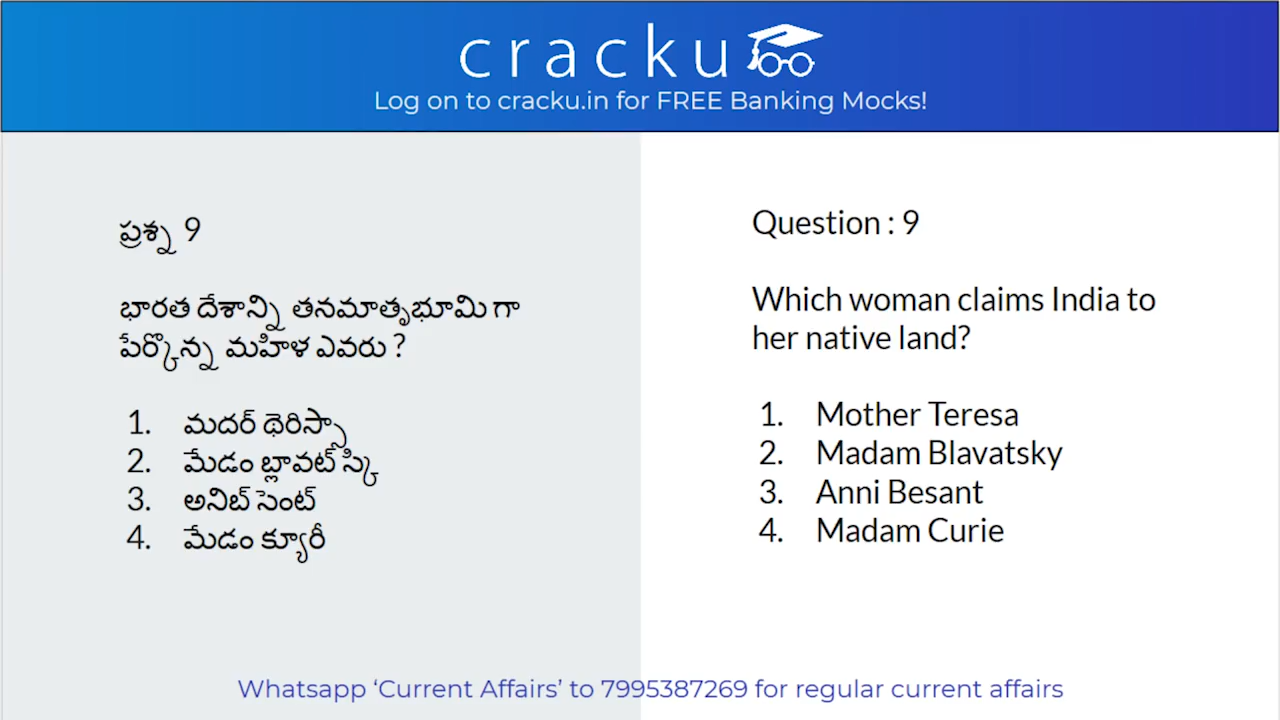 cracku
Log on to cracku.in for FREE Banking Mocks!
ప్రశ్న 9
భారత దేశాన్ని తనమాతృభూమి గా
పేర్కొన్న మహిళ ఎవరు ?
1. మదర్ థెరిస్సా
2. మేడం బ్లావట్ స్కి
3. అనిబ్ సెంట్
4. మేడం క్యూరీ
Question : 9
Which woman claims India to
her native land?
1. Mother Teresa
2. Madam Blavatsky
3. Anni Besant
4. Madam Curie
Whatsapp ‘Current Affairs’ to 7995387269 for regular current affairs